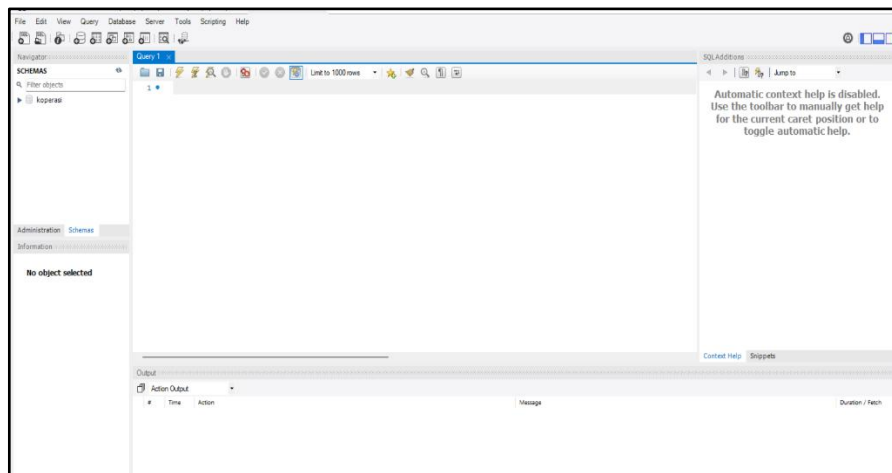 File Edit View Query Database Server Tools Scripting Help
Navigator
SCHEMAS
Filter objects
koperasi
Administration Schemas
Information
No object selected
Query 1
Limit to 1000 rows
1
SQLAdditions
Jump to
Automatic context help is disabled.
Use the toolbar to manually get help
for the current caret position or to
toggle automatic help.
Context Help Snippets
Output
Action Output
# Time Action Message Duration / Fetch